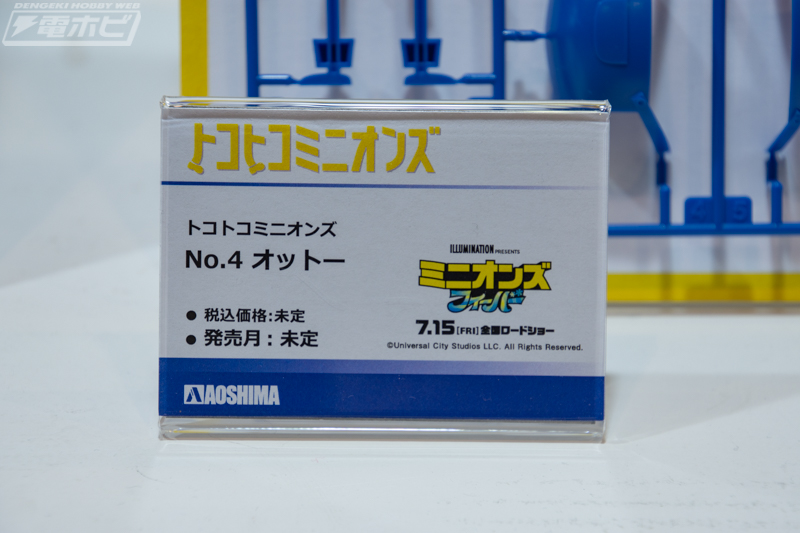 DENGEKI HOBBY WEB
電ホビ
トコトコミニオンズ
トコトコミニオンズ
No.4 オットー
● 税込価格:未定
● 発売月：未定
ILLUMINATION PRESENTS
ミニオンズ
フィーバー
7.15[FRI]全国ロードショー
©Universal City Studios LLC. All Rights Reserved.
AOSHIMA